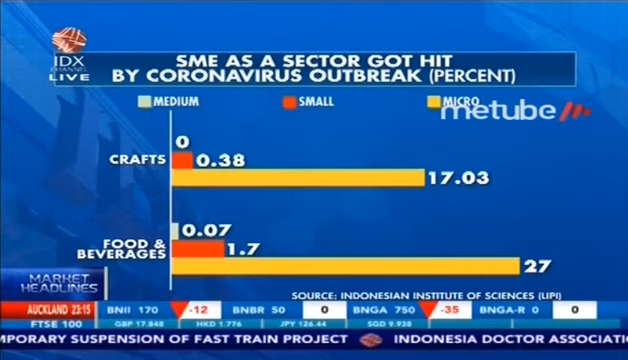 IDX
CHANNEL
LIVE
SME AS A SECTOR GOT HIT
BY CORONAVIRUS OUTBREAK (PERCENT)
MEDIUM
SMALL
MICRO
metube
CRAFTS
0
0.38
17.03
FOOD &
BEVERAGES
0.07
1.7
27
MARKET
HEADLINES
SOURCE: INDONESIAN INSTITUTE OF SCIENCES (LIPI)
AUCKLAND 23:15
BNII 170 -12 BNBR 50 0 BNGA 750 -35 BNGA-R 0 0
FTSE 100
GBP 17.848 HKD 1.776 JPY 126.44 SGD 9.938
MPORARY SUSPENSION OF FAST TRAIN PROJECT INDONESIA DOCTOR ASSOCIATI